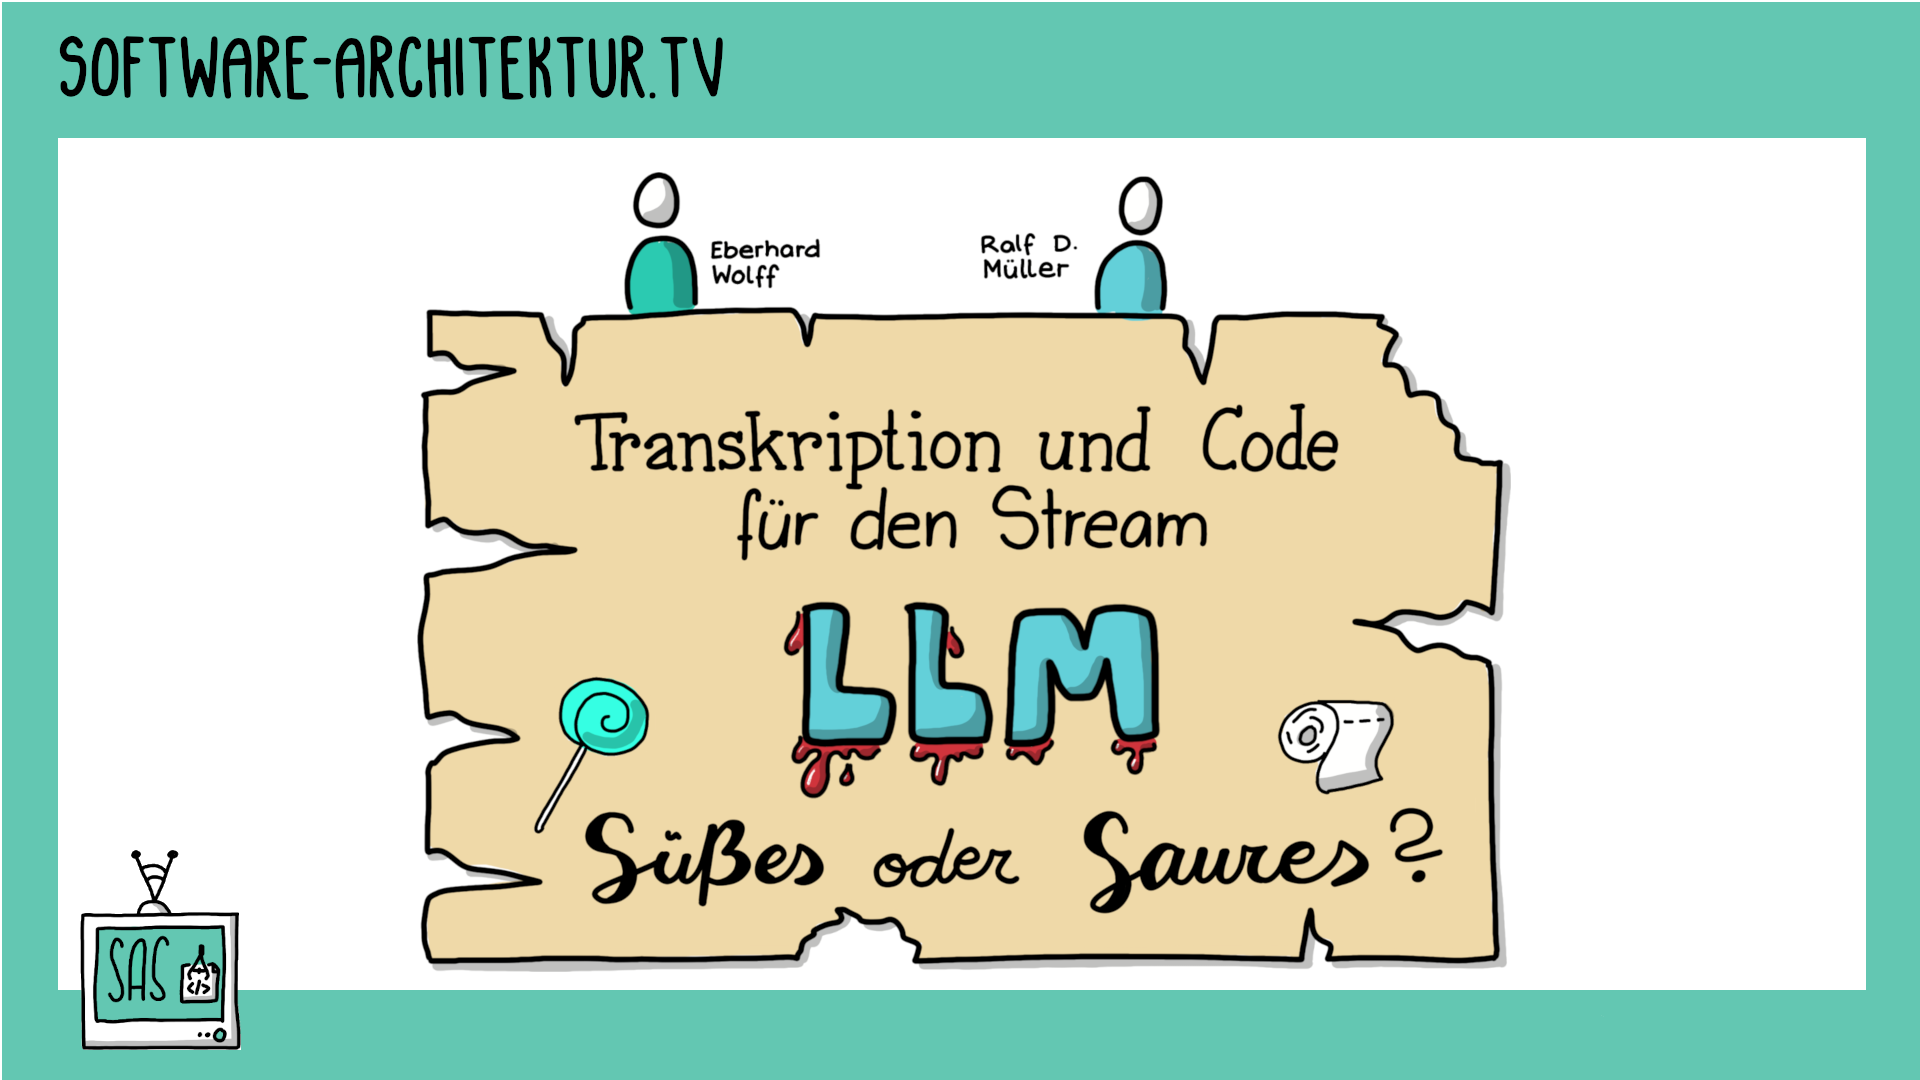 SOFTWARE-ARCHITEKTUR.TV
Eberhard
Wolff
Ralf D.
Müller
Transkription und Code
für den Stream
LLM
Süßes oder Saures?
SAS
</>